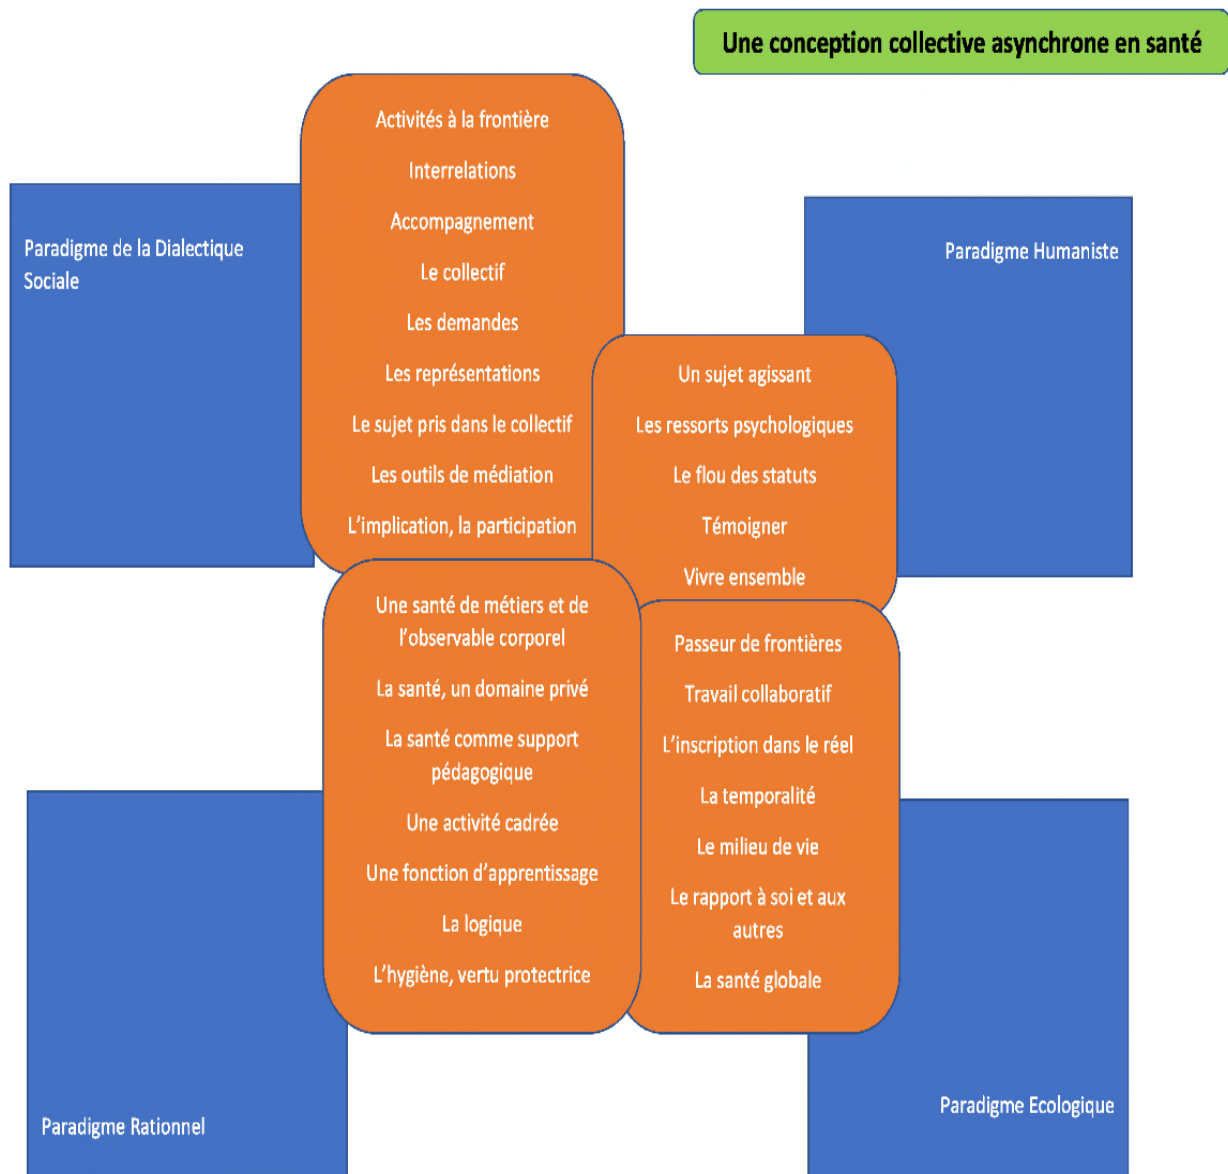 Une conception collective asynchrone en santé
Paradigme de la Dialectique
Sociale
Activités à la frontière
Interrelations
Accompagnement
Le collectif
Les demandes
Les représentations
Le sujet pris dans le collectif
Les outils de médiation
L'implication, la participation
Paradigme Humaniste
Un sujet agissant
Les ressorts psychologiques
Le flou des statuts
Témoigner
Vivre ensemble
Une santé de métiers et de
l'observable corporel
La santé, un domaine privé
La santé comme support
pédagogique
Une activité cadrée
Une fonction d'apprentissage
La logique
L'hygiène, vertu protectrice
Paradigme Rationnel
Passeur de frontières
Travail collaboratif
L'inscription dans le réel
La temporalité
Le milieu de vie
Le rapport à soi et aux
autres
La santé globale
Paradigme Ecologique